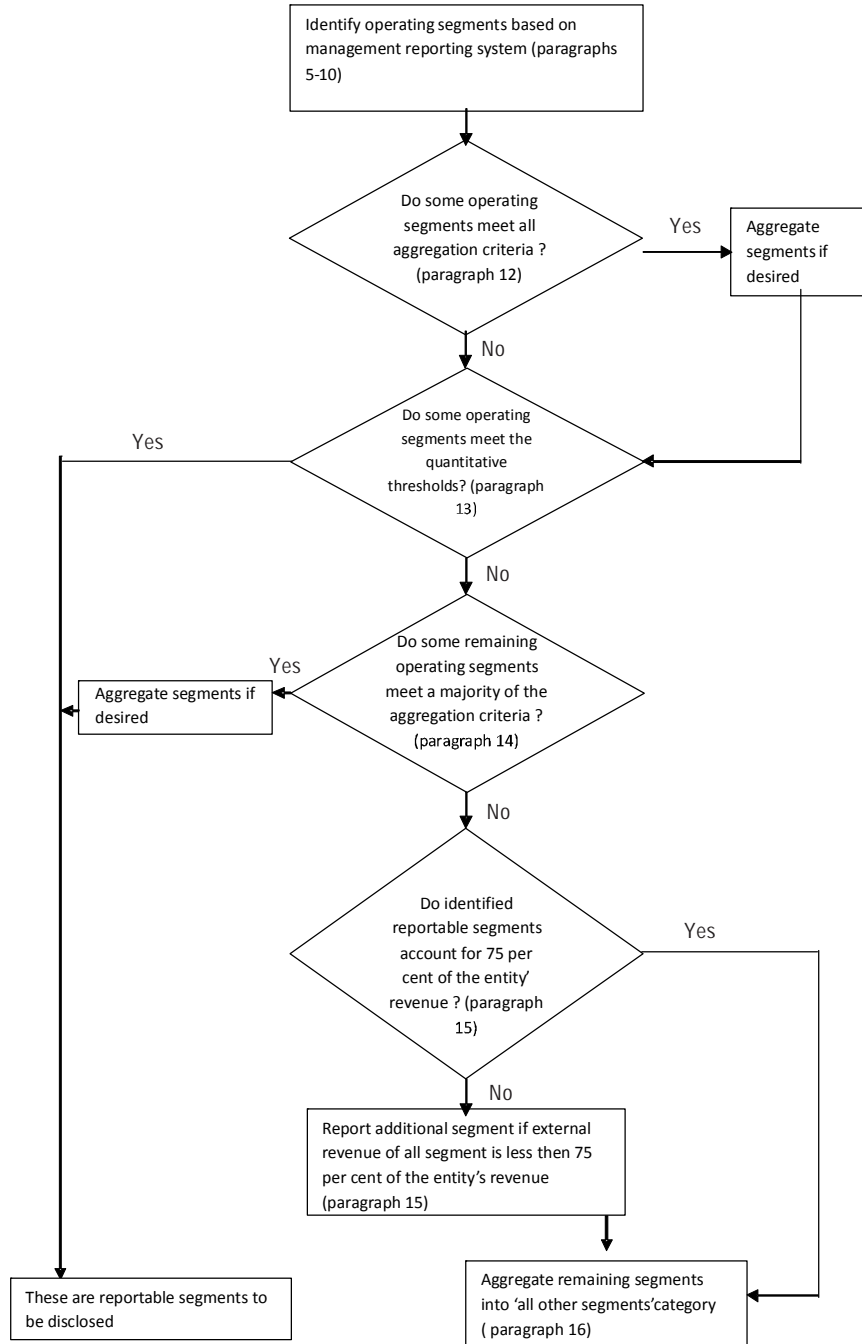 Identify operating segments based on
management reporting system (paragraphs
5-10)
Do some operating
segments meet all
aggregation criteria ?
(paragraph 12)
Yes
Aggregate
segments if
desired
No
Do some operating
segments meet the
quantitative
thresholds? (paragraph
13)
Yes
No
Do some remaining
operating segments
meet a majority of the
aggregation criteria ?
(paragraph 14)
Yes
Aggregate segments if
desired
No
Do identified
reportable segments
account for 75 per
cent of the entity’
revenue ? (paragraph
15)
Yes
No
Report additional segment if external
revenue of all segment is less then 75
per cent of the entity’s revenue
(paragraph 15)
These are reportable segments to
be disclosed
Aggregate remaining segments
into ‘all other segments’category
( paragraph 16)